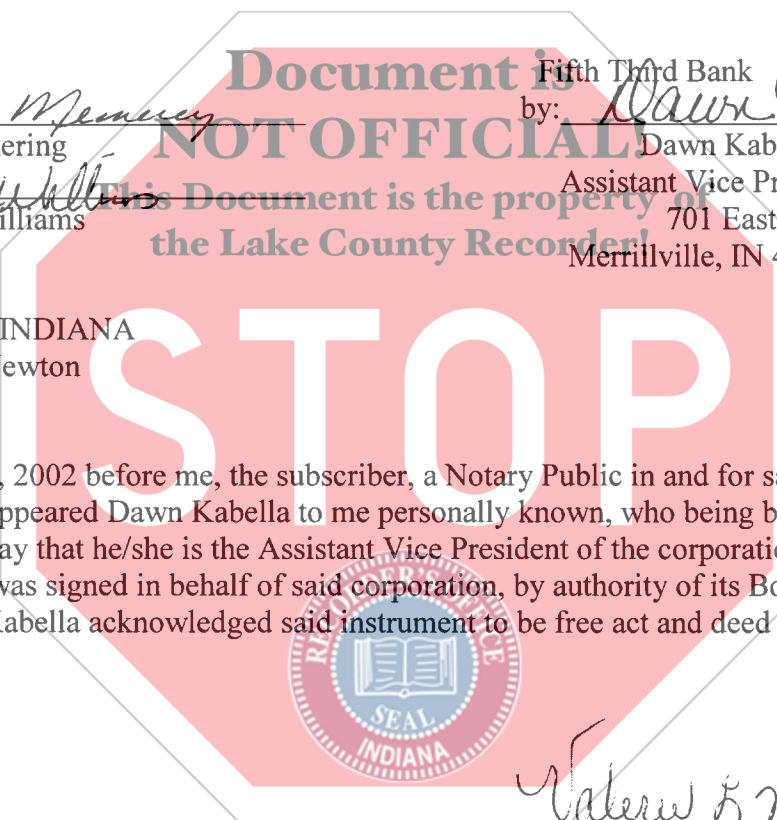 Document is
Fifth Third Bank
by: Dawn
NOT OFFICIAL!
ering
Dawn Kab
This Document is the property of
Assistant Vice Pr
illiams
701 East
the Lake County Recorder!
Merrillville, IN 4
INDIANA
ewton
STOP
, 2002 before me, the subscriber, a Notary Public in and for sa
ppeared Dawn Kabella to me personally known, who being b
ay that he/she is the Assistant Vice President of the corporatio
was signed in behalf of said corporation, by authority of its Bo
Kabella acknowledged said instrument to be free act and deed
RECORDER'S OFFICE
SEAL
INDIANA